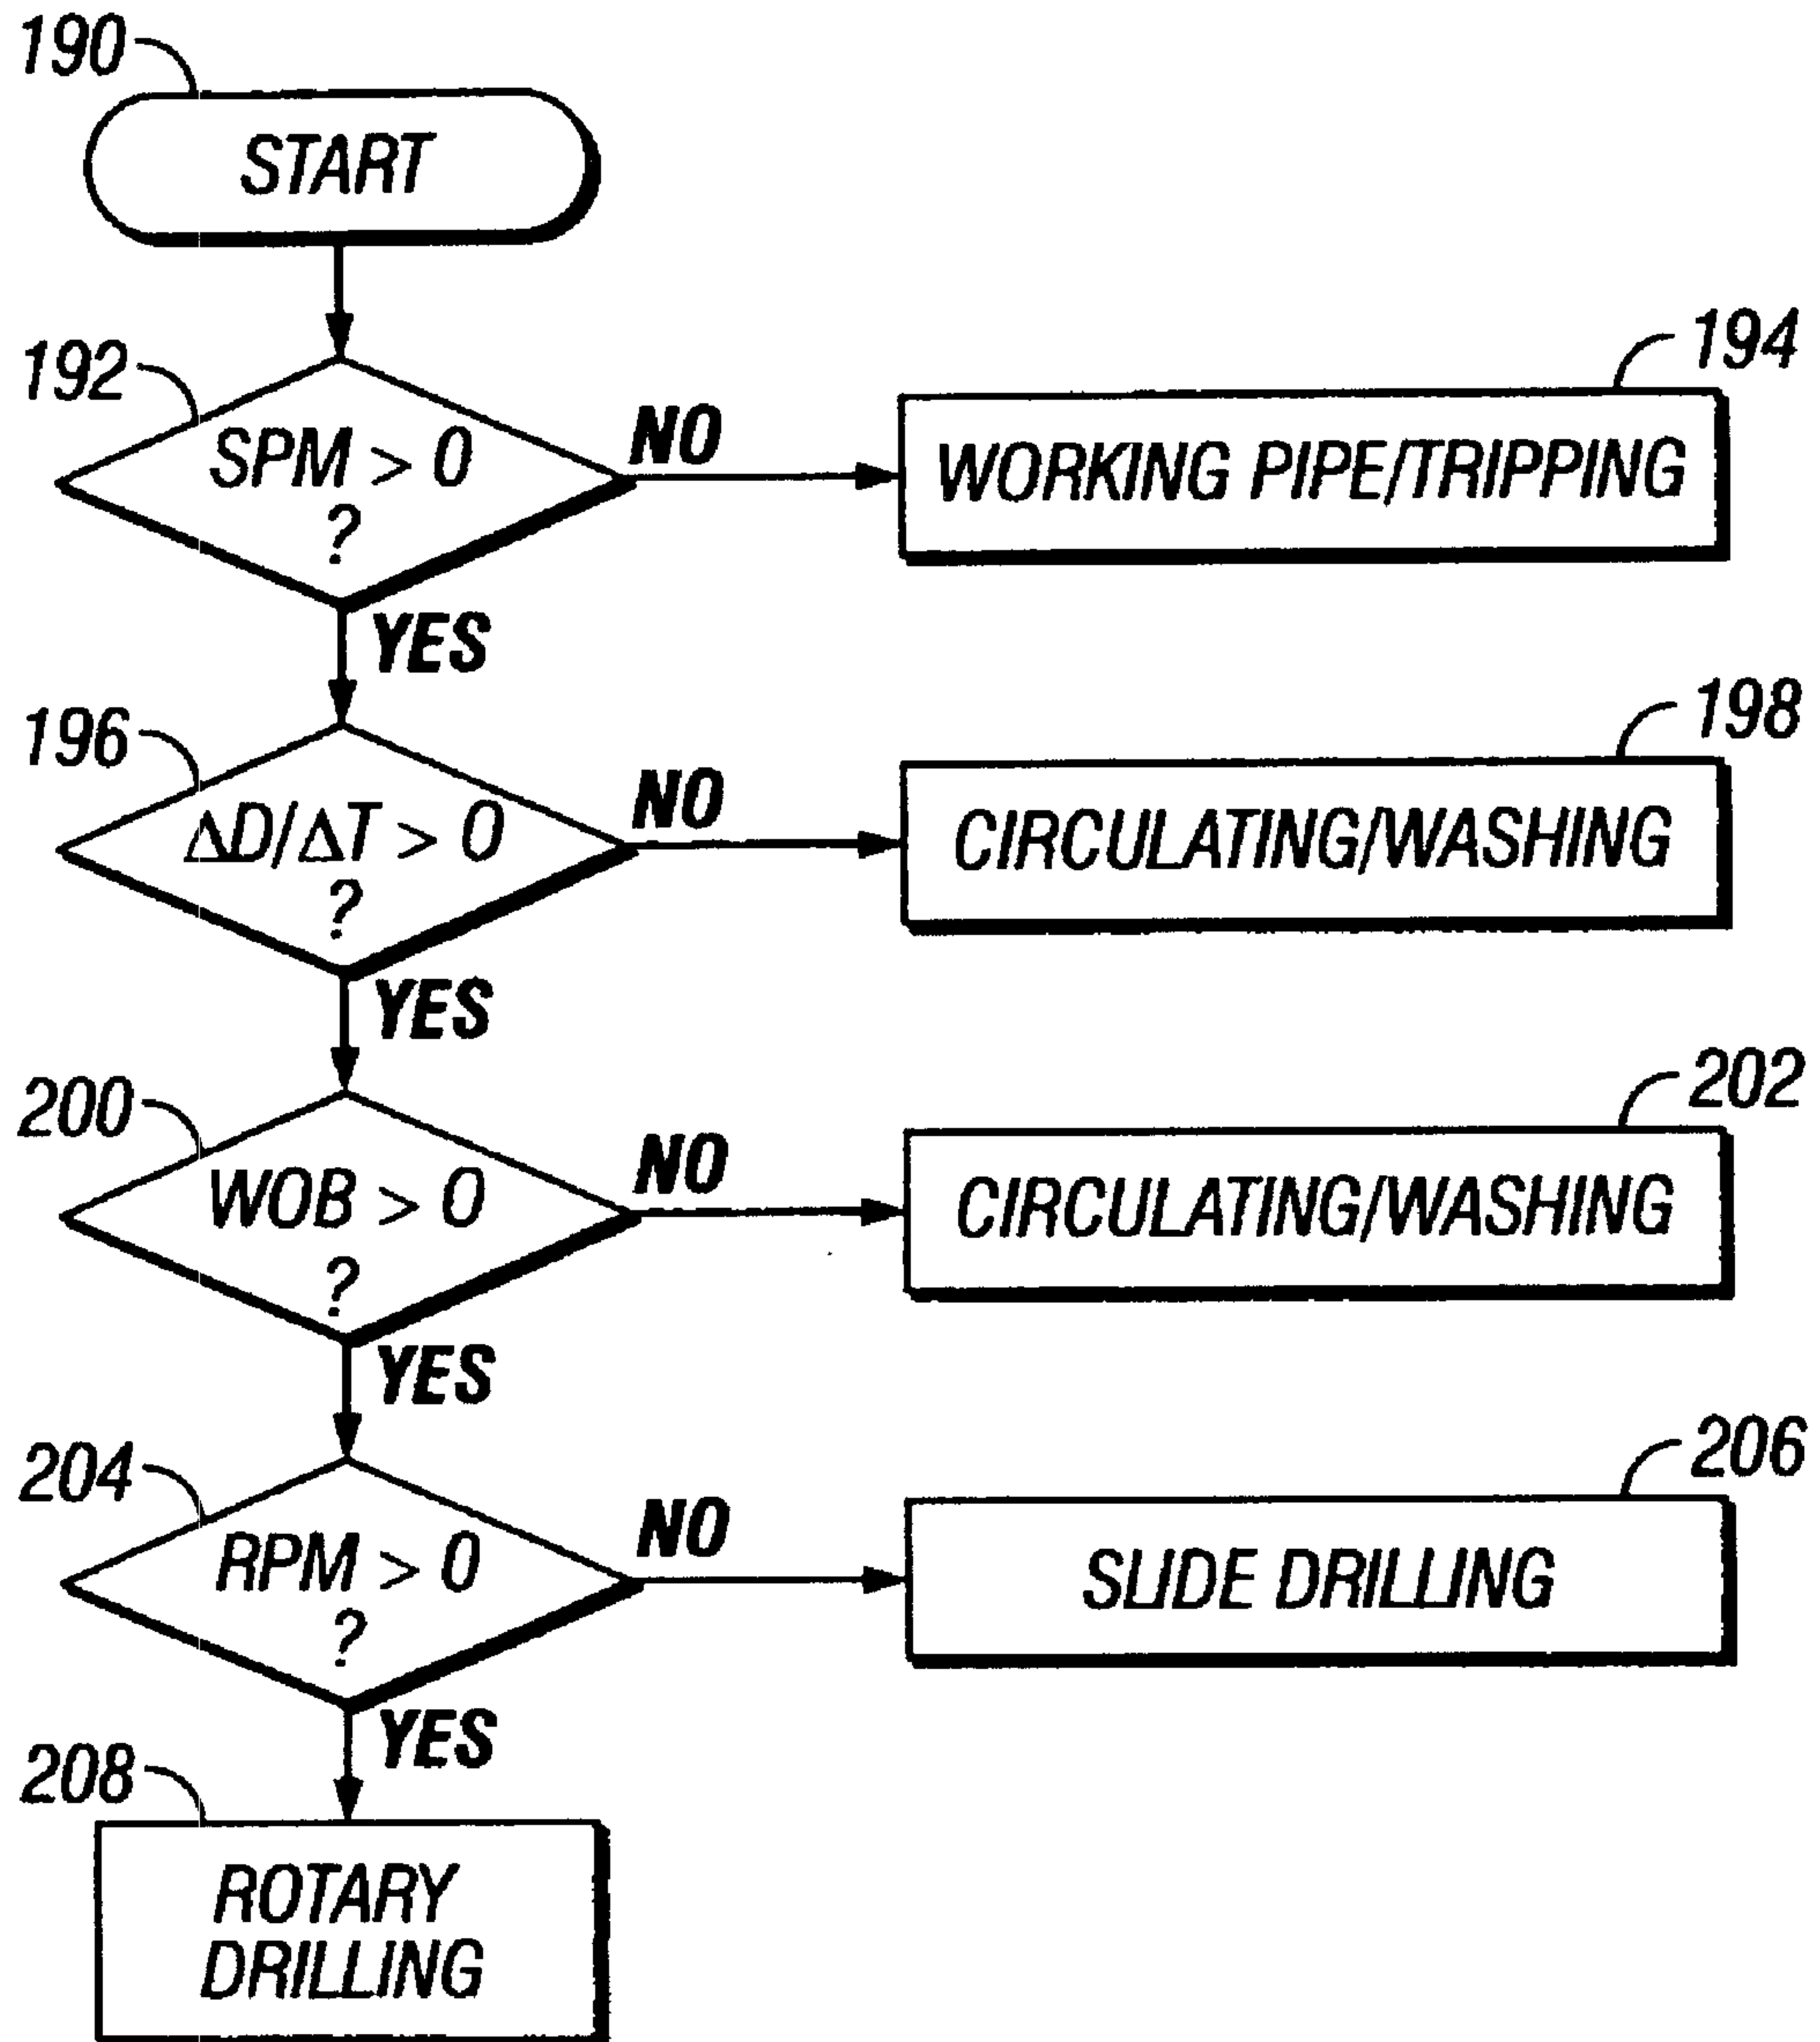 190
START
192
SPM > 0
?
NO
194
WORKING PIPE/TRIPPING
YES
196
ΔD/ΔT > 0
?
NO
198
CIRCULATING/WASHING
YES
200
WOB > 0
?
NO
202
CIRCULATING/WASHING
YES
204
RPM > 0
?
NO
206
SLIDE DRILLING
YES
208
ROTARY
DRILLING